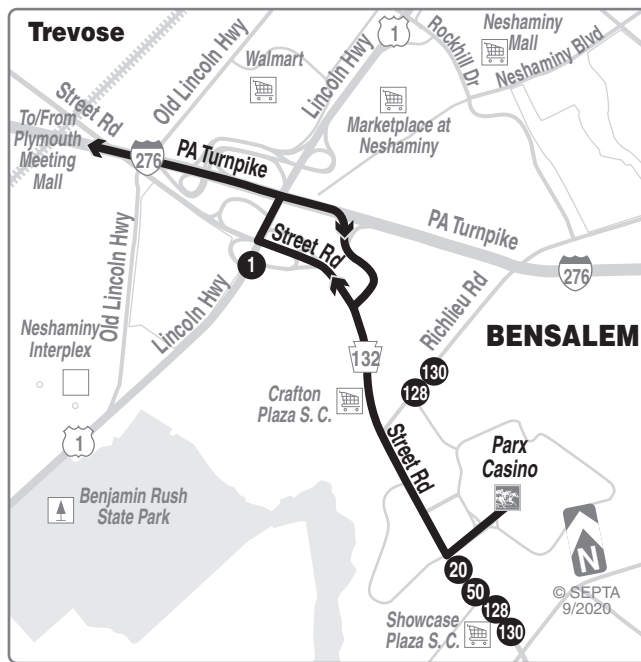 Trevose
Old Lincoln Hwy
Walmart
Lincoln Hwy
1
Rockhill Dr
Neshaminy
Mall
Neshaminy Blvd
Street Rd
To/From
Plymouth
Meeting
Mall
276
PA Turnpike
Marketplace at
Neshaminy
PA Turnpike
276
Street Rd
1
Old Lincoln Hwy
Lincoln Hwy
Richlieu Rd
BENSALEM
Neshaminy
Interplex
132
130
128
Crafton
Plaza S. C.
1
Street Rd
Parx
Casino
Benjamin Rush
State Park
N
20
50
128
130
© SEPTA
9/2020
Showcase
Plaza S. C.